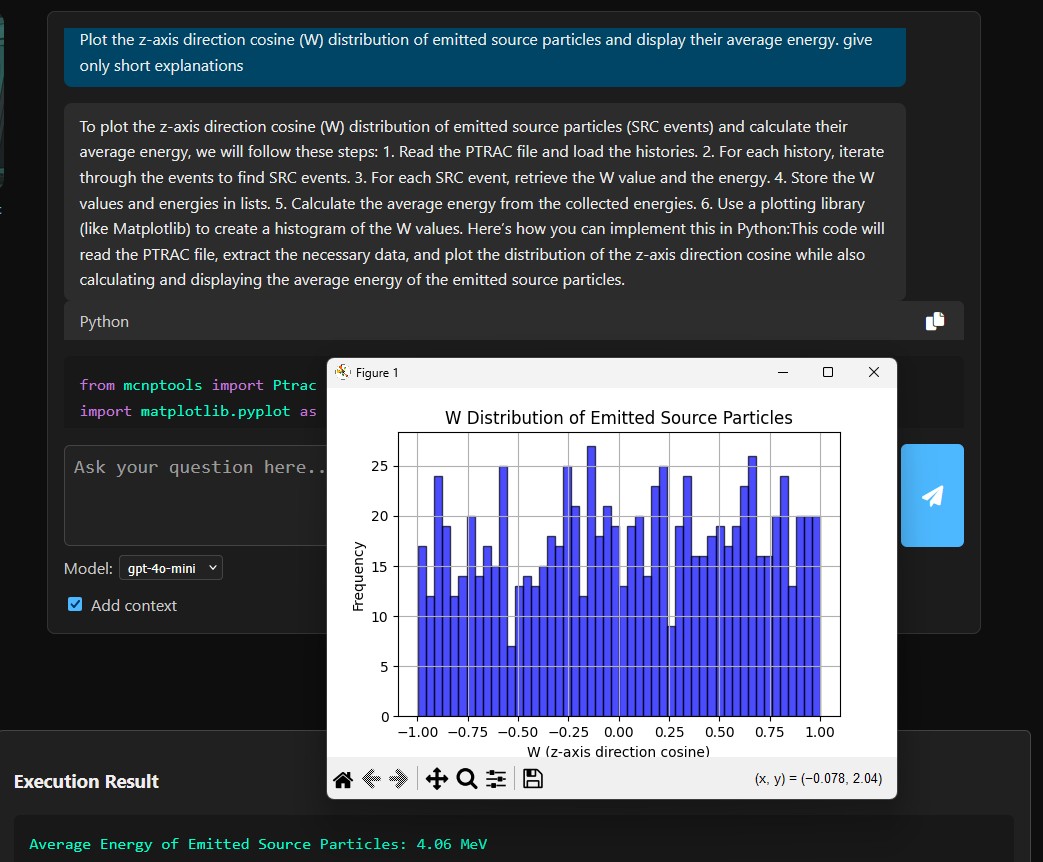 Plot the z-axis direction cosine (W) distribution of emitted source particles and display their average energy. give
only short explanations
To plot the z-axis direction cosine (W) distribution of emitted source particles (SRC events) and calculate their
average energy, we will follow these steps: 1. Read the PTRAC file and load the histories. 2. For each history, iterate
through the events to find SRC events. 3. For each SRC event, retrieve the W value and the energy. 4. Store the W
values and energies in lists. 5. Calculate the average energy from the collected energies. 6. Use a plotting library
(like Matplotlib) to create a histogram of the W values. Here’s how you can implement this in Python:This code will
read the PTRAC file, extract the necessary data, and plot the distribution of the z-axis direction cosine while also
calculating and displaying the average energy of the emitted source particles.
Python
from mcnptools import Ptrac
import matplotlib.pyplot as
Ask your question here..
Model: gpt-4o-mini
Add context
Figure 1
W Distribution of Emitted Source Particles
Frequency
25
20
15
10
5
0
−1.00 −0.75 −0.50 −0.25 0.00 0.25 0.50 0.75 1.00
W (z-axis direction cosine)
(x, y) = (−0.078, 2.04)
Execution Result
Average Energy of Emitted Source Particles: 4.06 MeV